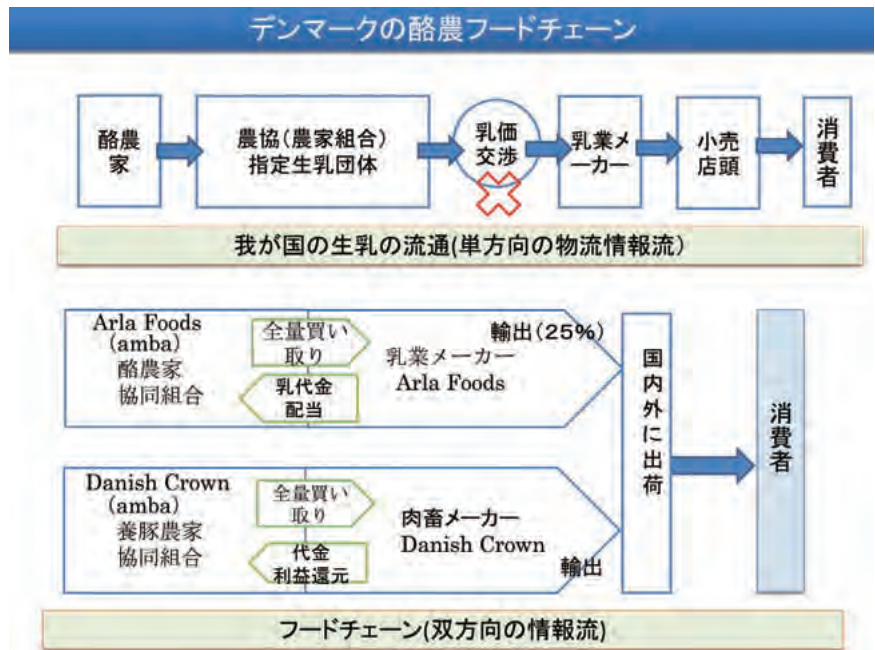 デンマークの酪農フードチェーン
酪農
家
農協(農家組合)
指定生乳団体
乳価
交渉
乳業メー
カー
小売
店頭
消費者
我が国の生乳の流通(単方向の物流情報流)
Arla Foods
(amba)
酪農家
協同組合
全量買い
取り
乳代金
配当
輸出(25%)
乳業メーカー
Arla Foods
Danish Crown
(amba)
養豚農家
協同組合
全量買い
取り
代金
利益還元
肉畜メーカー
Danish Crown
輸出
国内外に出荷
消費者
フードチェーン(双方向の情報流)